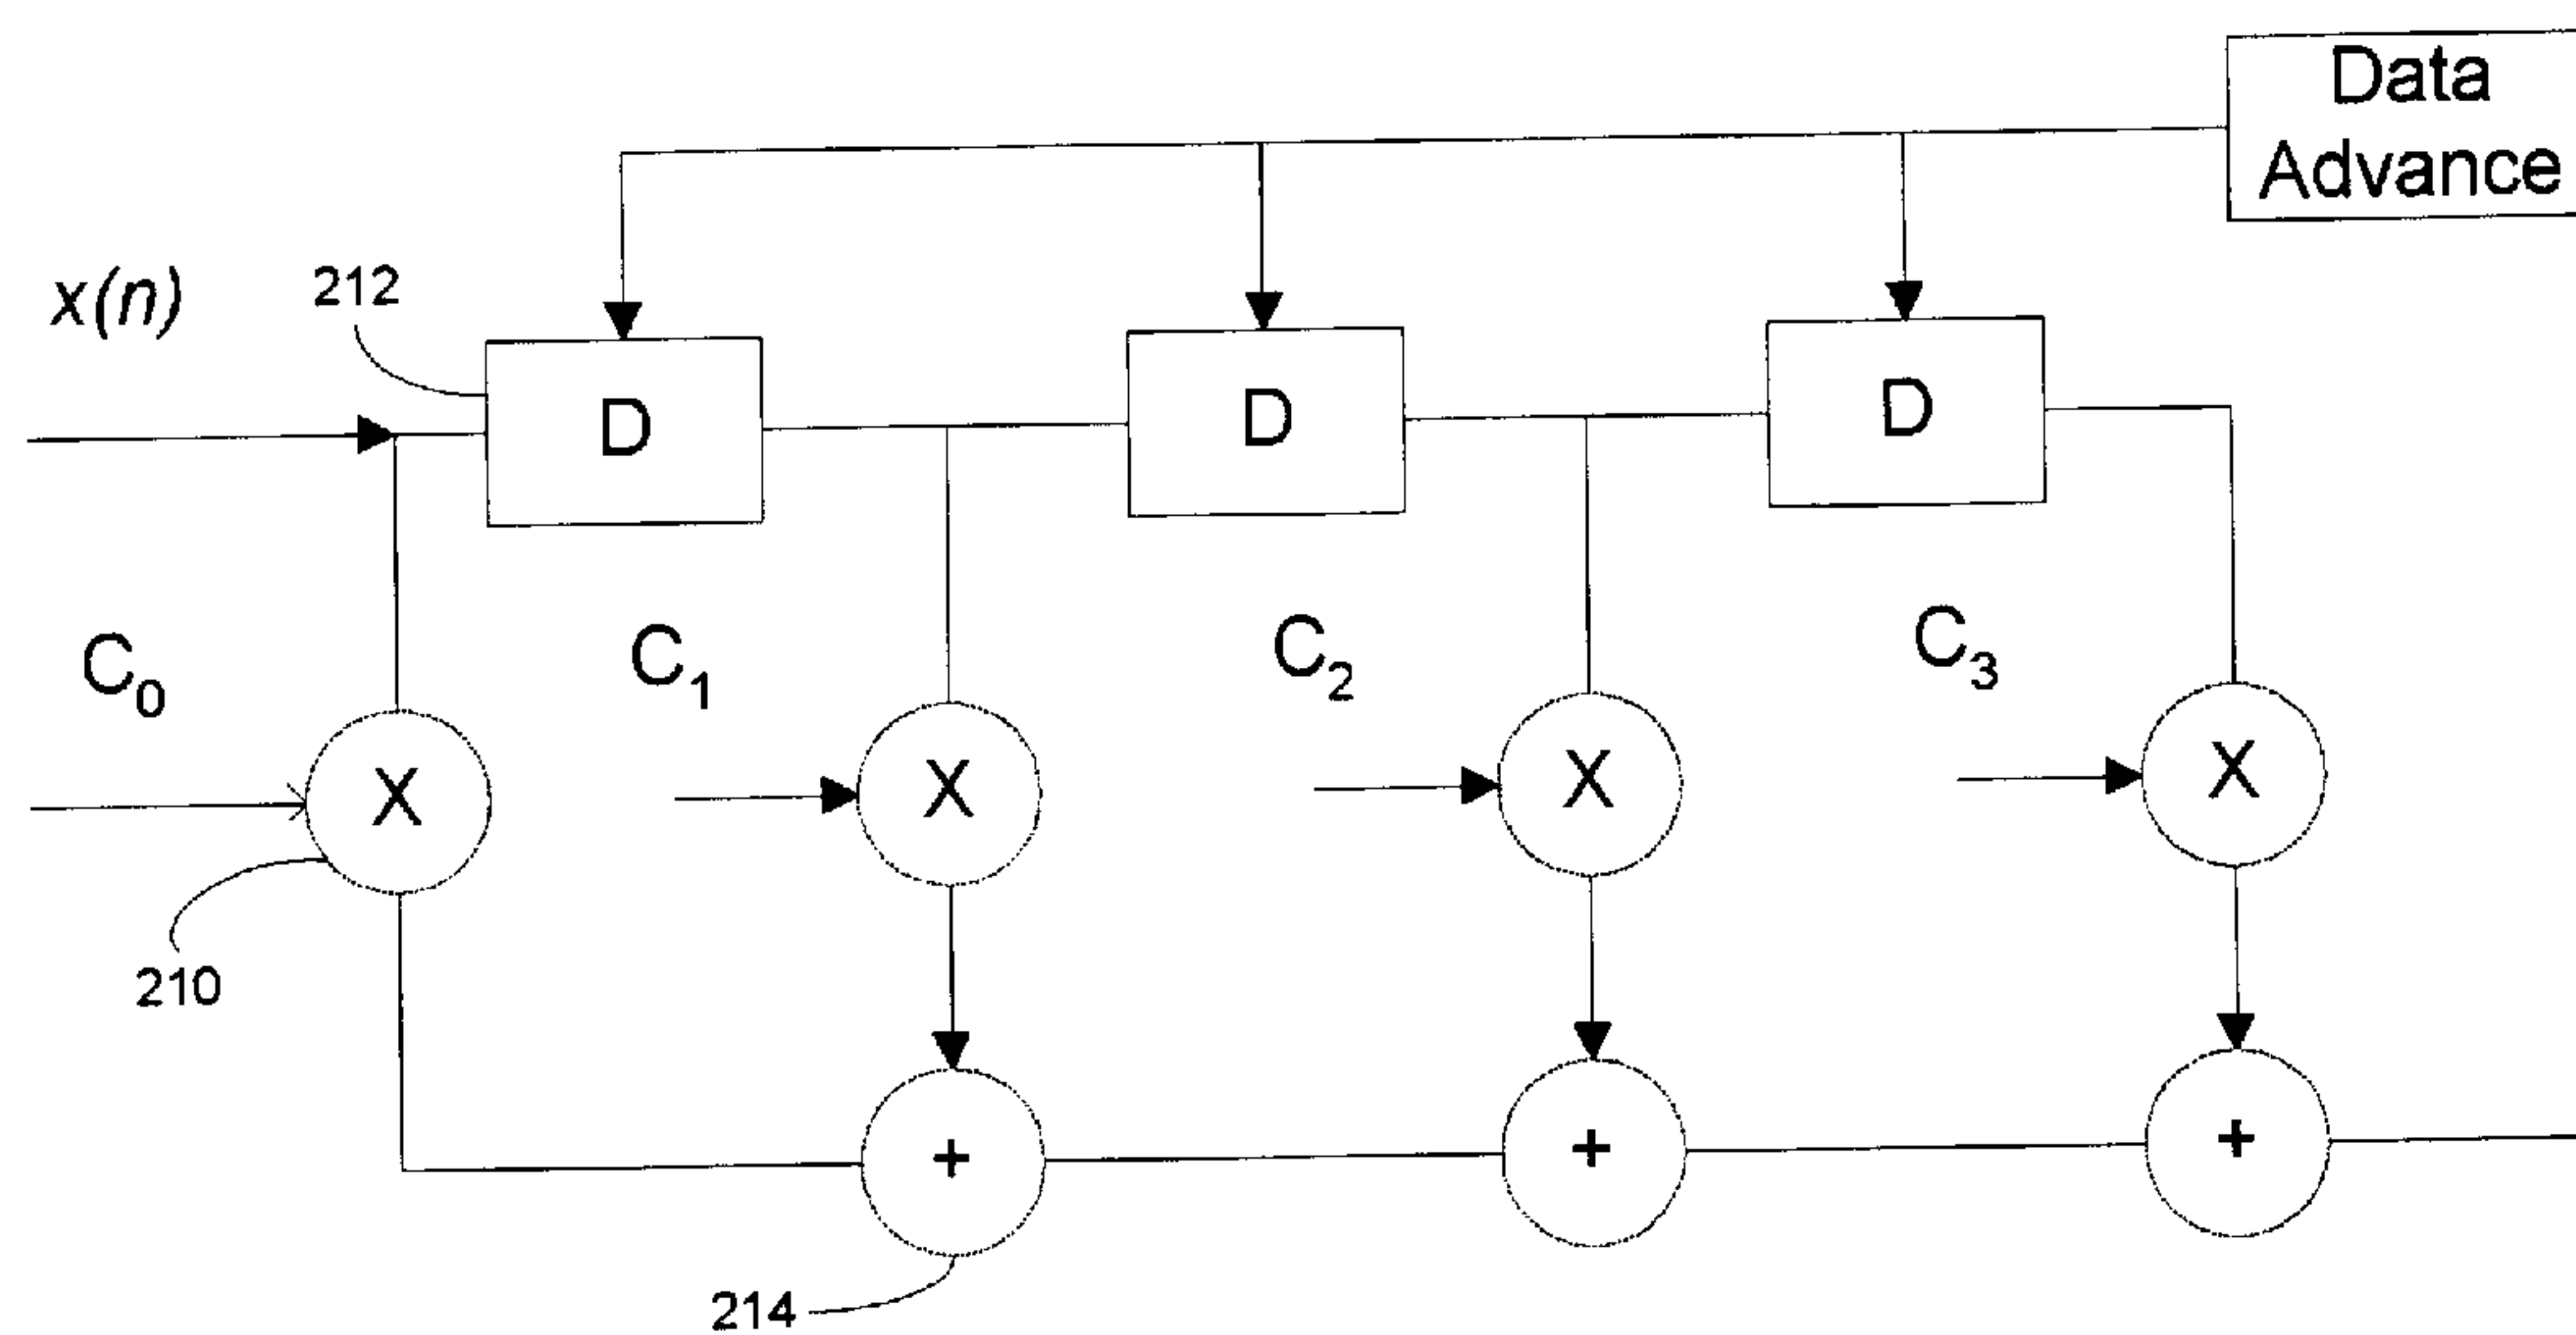 Data
Advance
x(n)
212
D
D
D
C0
C1
C2
C3
X
X
X
X
210
+
+
+
214